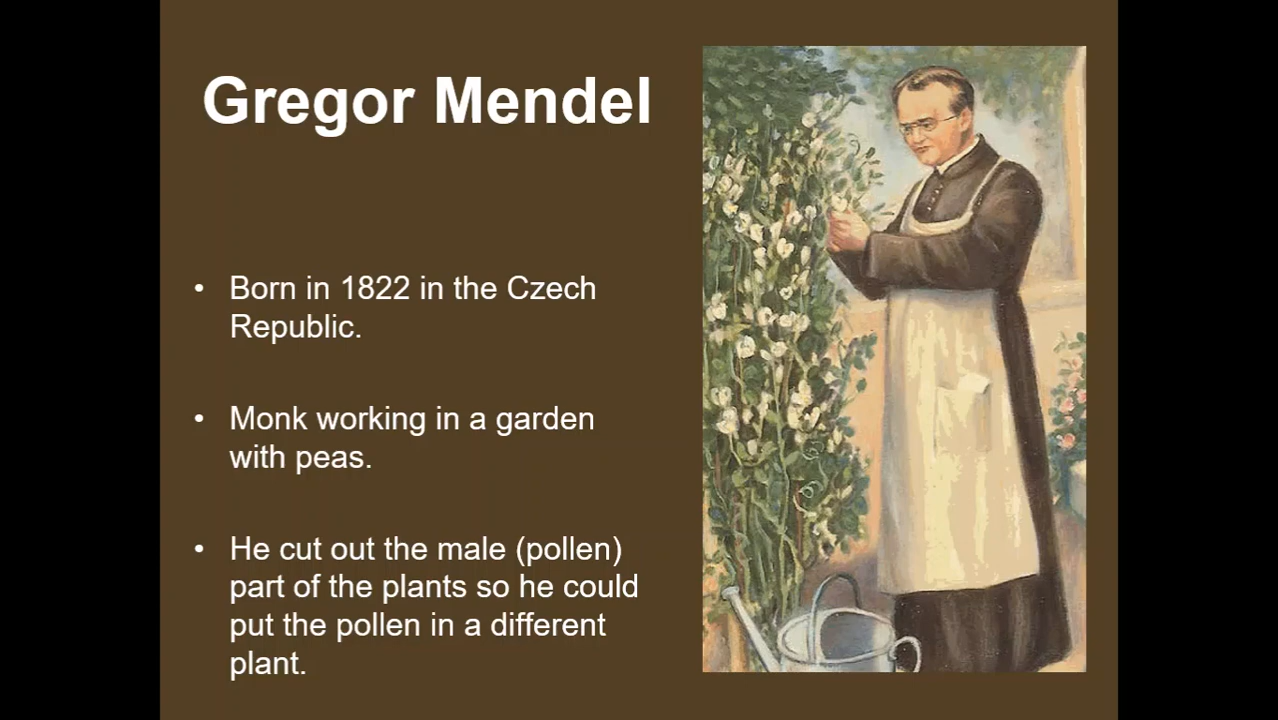 Gregor Mendel
• Born in 1822 in the Czech
Republic.
• Monk working in a garden
with peas.
• He cut out the male (pollen)
part of the plants so he could
put the pollen in a different
plant.